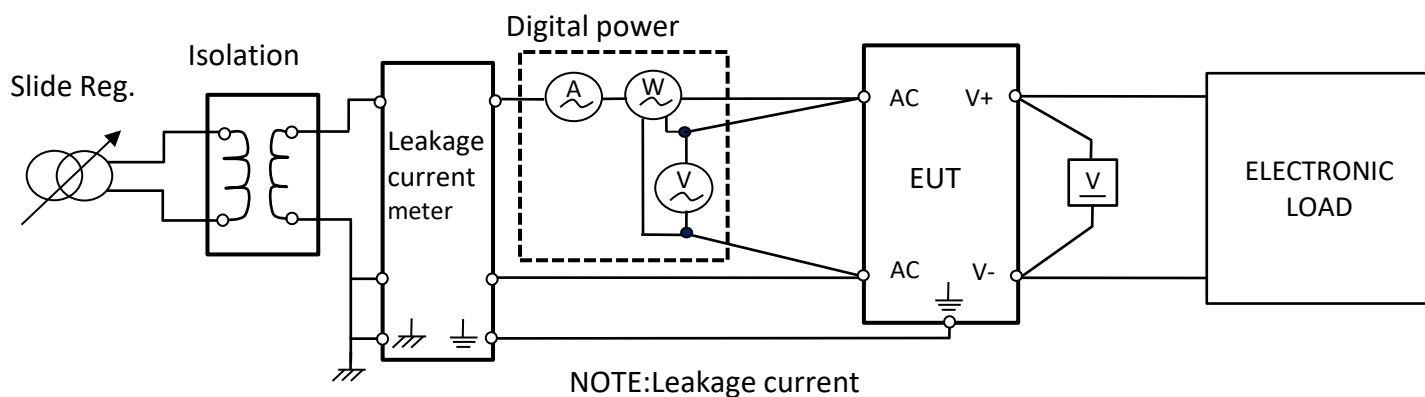 Digital power
Isolation
Slide Reg.
A
W
AC
V+
Leakage
current
meter
V
EUT
V
ELECTRONIC
LOAD
AC
V-
NOTE:Leakage current